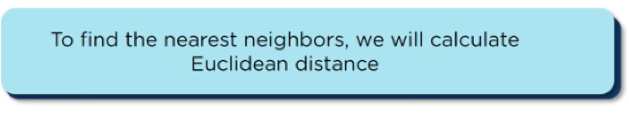 To find the nearest neighbors, we will calculate
Euclidean distance